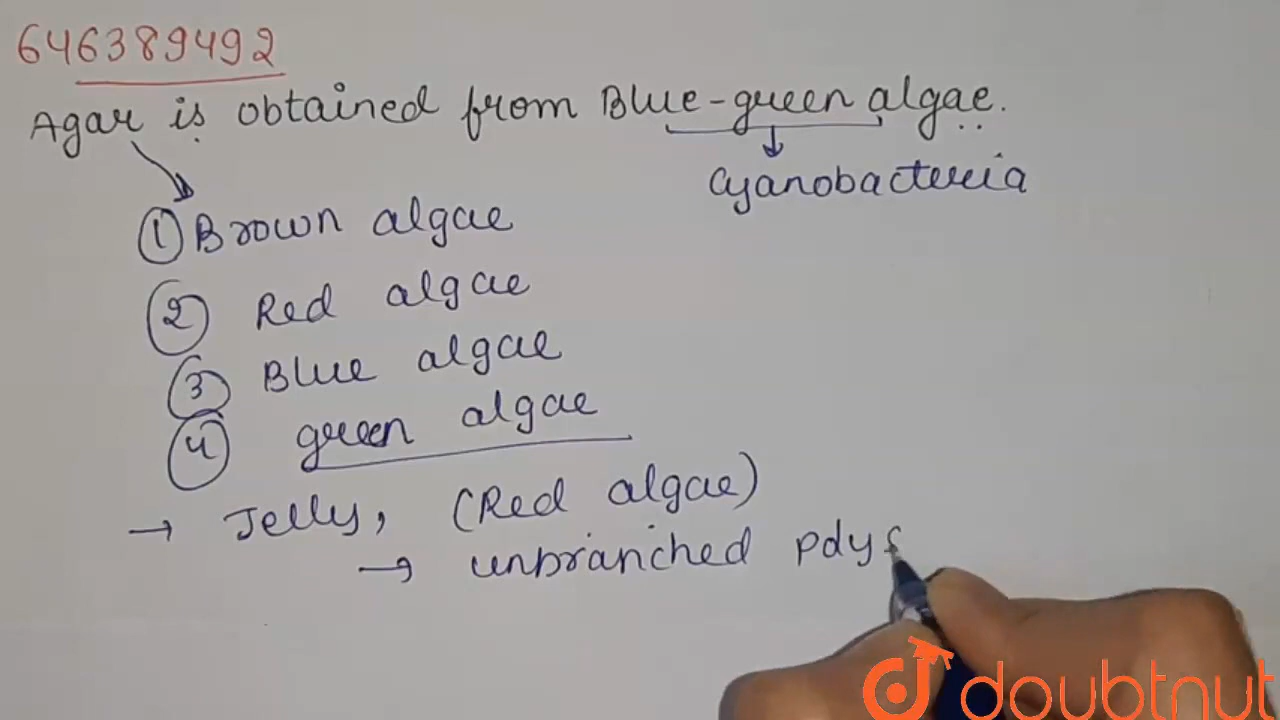 646389492
Agar is obtained from Blue-green algae.
Cyanobacteria
① Brown algae
② Red algae
③ Blue algae
④ green algae
→ Jelly, (Red algae)
→ unbranched polys
doubtnut